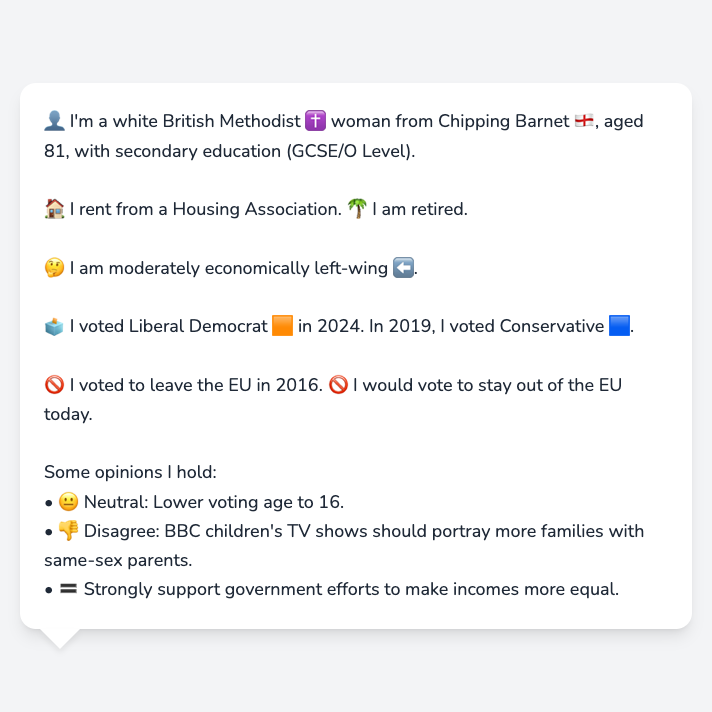 👤 I'm a white British Methodist ✝️ woman from Chipping Barnet 🏴󠁧󠁢󠁥󠁮󠁧󠁿, aged
81, with secondary education (GCSE/O Level).
🏠 I rent from a Housing Association. 🌴 I am retired.
🤔 I am moderately economically left-wing ⬅️.
🗳️ I voted Liberal Democrat 🟧 in 2024. In 2019, I voted Conservative 🟦.
🚫 I voted to leave the EU in 2016. 🚫 I would vote to stay out of the EU
today.
Some opinions I hold:
• 😐 Neutral: Lower voting age to 16.
• 👎 Disagree: BBC children's TV shows should portray more families with
same-sex parents.
• 🟰 Strongly support government efforts to make incomes more equal.